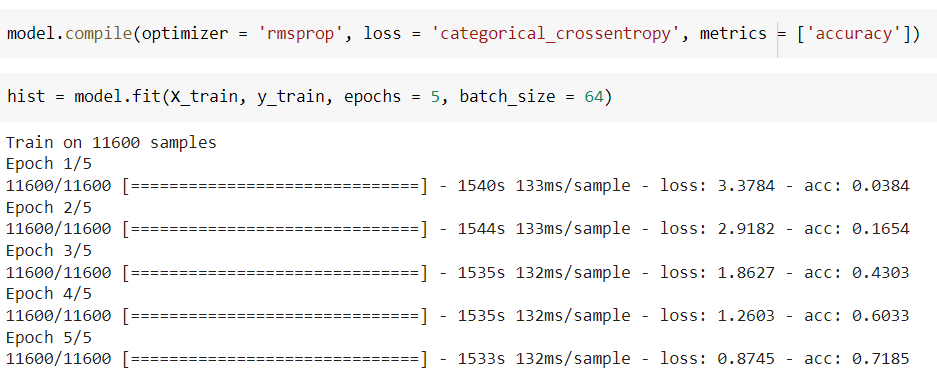 model.compile(optimizer = 'rmsprop', loss = 'categorical_crossentropy', metrics = ['accuracy'])
hist = model.fit(X_train, y_train, epochs = 5, batch_size = 64)
Train on 11600 samples
Epoch 1/5
11600/11600 [==============================] - 1540s 133ms/sample - loss: 3.3784 - acc: 0.0384
Epoch 2/5
11600/11600 [==============================] - 1544s 133ms/sample - loss: 2.9182 - acc: 0.1654
Epoch 3/5
11600/11600 [==============================] - 1535s 132ms/sample - loss: 1.8627 - acc: 0.4303
Epoch 4/5
11600/11600 [==============================] - 1535s 132ms/sample - loss: 1.2603 - acc: 0.6033
Epoch 5/5
11600/11600 [==============================] - 1533s 132ms/sample - loss: 0.8745 - acc: 0.7185